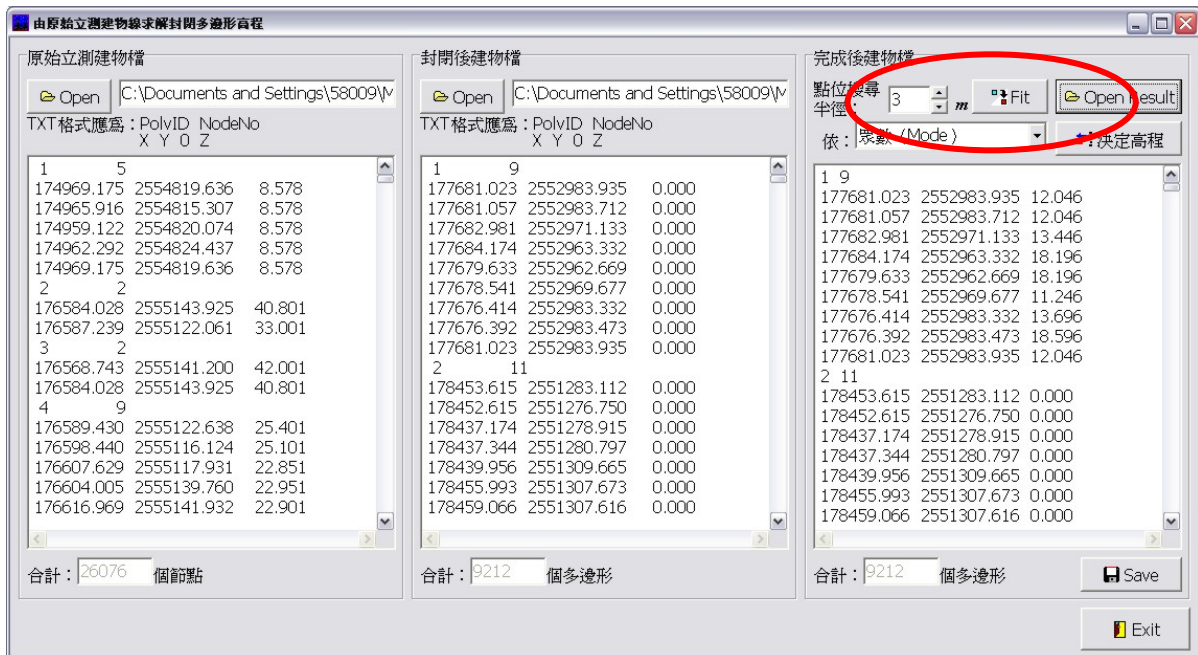 由原始立測建物線求解封閉多邊形高程
原始立測建物檔
Open C:\Documents and Settings\58009\M
TXT格式應為：PolyID NodeNo
X Y 0 Z
1 5
174969.175 2554819.636 8.578
174965.916 2554815.307 8.578
174959.122 2554820.074 8.578
174962.292 2554824.437 8.578
174969.175 2554819.636 8.578
2 2
176584.028 2555143.925 40.801
176587.239 2555122.061 33.001
3 2
176568.743 2555141.200 42.001
176584.028 2555143.925 40.801
4 9
176589.430 2555122.638 25.401
176598.440 2555116.124 25.101
176607.629 2555117.931 22.851
176604.005 2555139.760 22.951
176616.969 2555141.932 22.901
合計：26076 個節點
封閉後建物檔
Open C:\Documents and Settings\58009\M
TXT格式應為：PolyID NodeNo
X Y 0 Z
1 9
177681.023 2552983.935 0.000
177681.057 2552983.712 0.000
177682.981 2552971.133 0.000
177684.174 2552963.332 0.000
177679.633 2552962.669 0.000
177678.541 2552969.677 0.000
177676.414 2552983.332 0.000
177676.392 2552983.473 0.000
177681.023 2552983.935 0.000
2 11
178453.615 2551283.112 0.000
178452.615 2551276.750 0.000
178437.174 2551278.915 0.000
178437.344 2551280.797 0.000
178439.956 2551309.665 0.000
178455.993 2551307.673 0.000
178459.066 2551307.616 0.000
合計：9212 個多邊形
完成後建物檔
點位搜尋
半徑： 3 m Fit Open Result
依：眾數 (Mode) 決定高程
1 9
177681.023 2552983.935 12.046
177681.057 2552983.712 12.046
177682.981 2552971.133 13.446
177684.174 2552963.332 18.196
177679.633 2552962.669 18.196
177678.541 2552969.677 11.246
177676.414 2552983.332 13.696
177676.392 2552983.473 18.596
177681.023 2552983.935 12.046
2 11
178453.615 2551283.112 0.000
178452.615 2551276.750 0.000
178437.174 2551278.915 0.000
178437.344 2551280.797 0.000
178439.956 2551309.665 0.000
178455.993 2551307.673 0.000
178459.066 2551307.616 0.000
合計：9212 個多邊形 Save
Exit